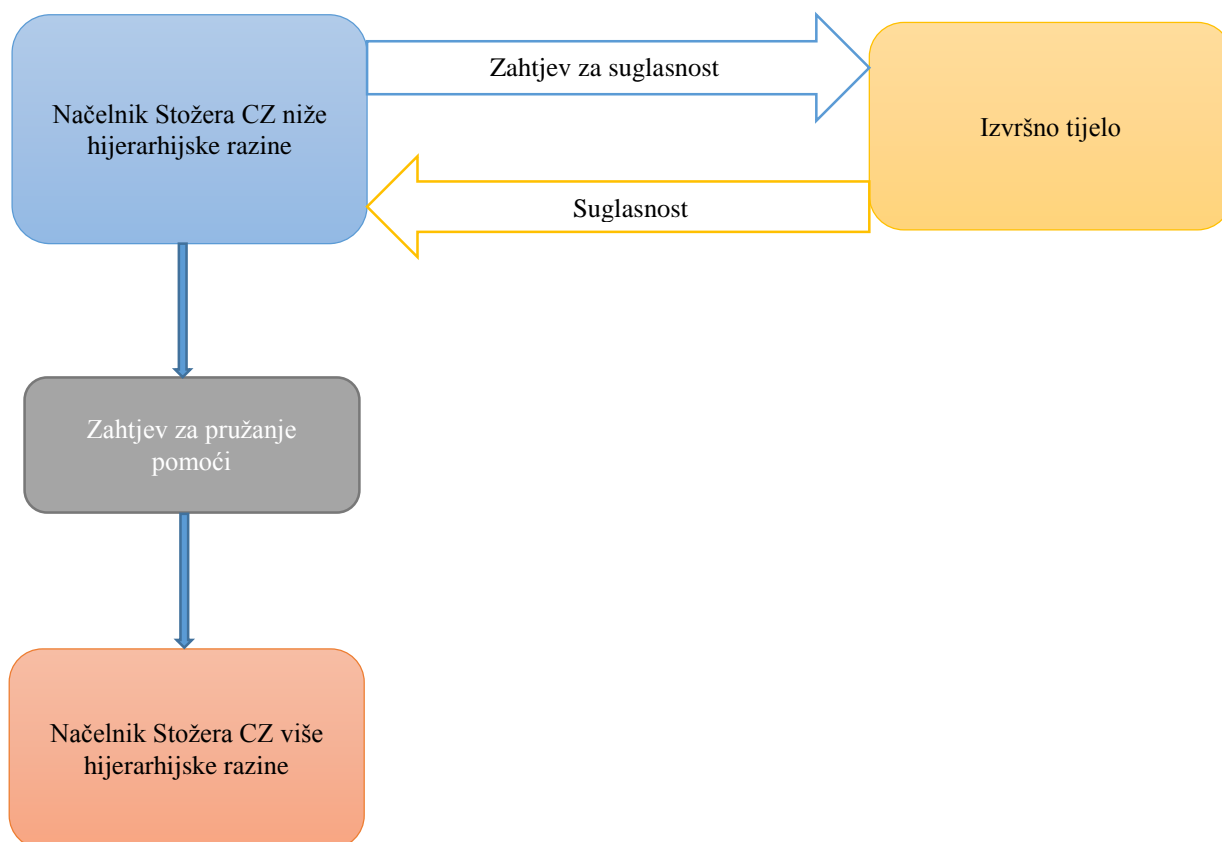 Načelnik Stožera CZ niže
hijerarhijske razine
Zahtjev za suglasnost
Izvršno tijelo
Suglasnost
Zahtjev za pružanje
pomoći
Načelnik Stožera CZ više
hijerarhijske razine